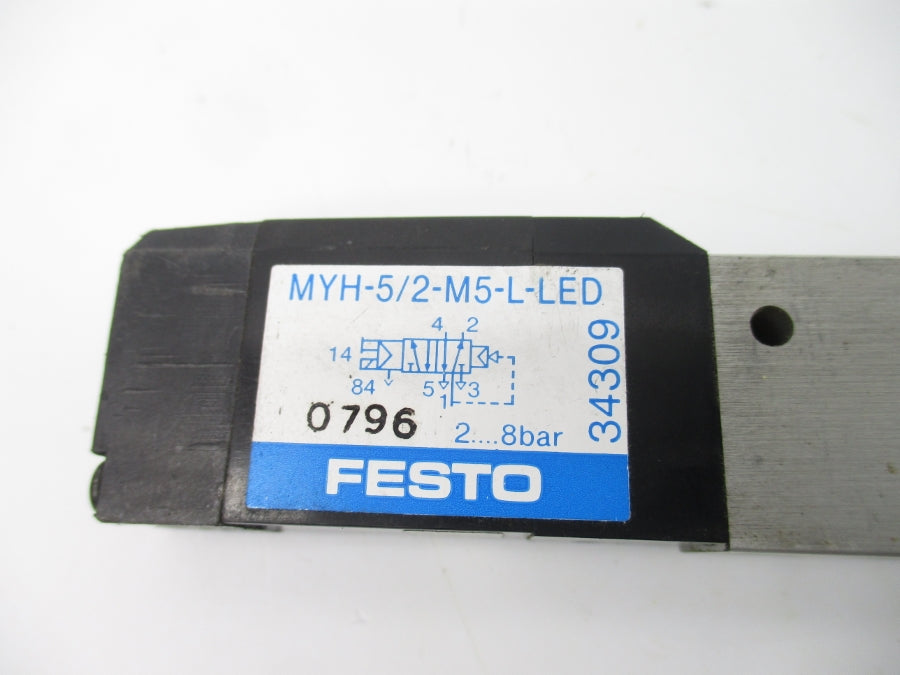 MYH-5/2-M5-L-LED
4 2
14
84 5 3
1
0796
2....8bar
34309
FESTO